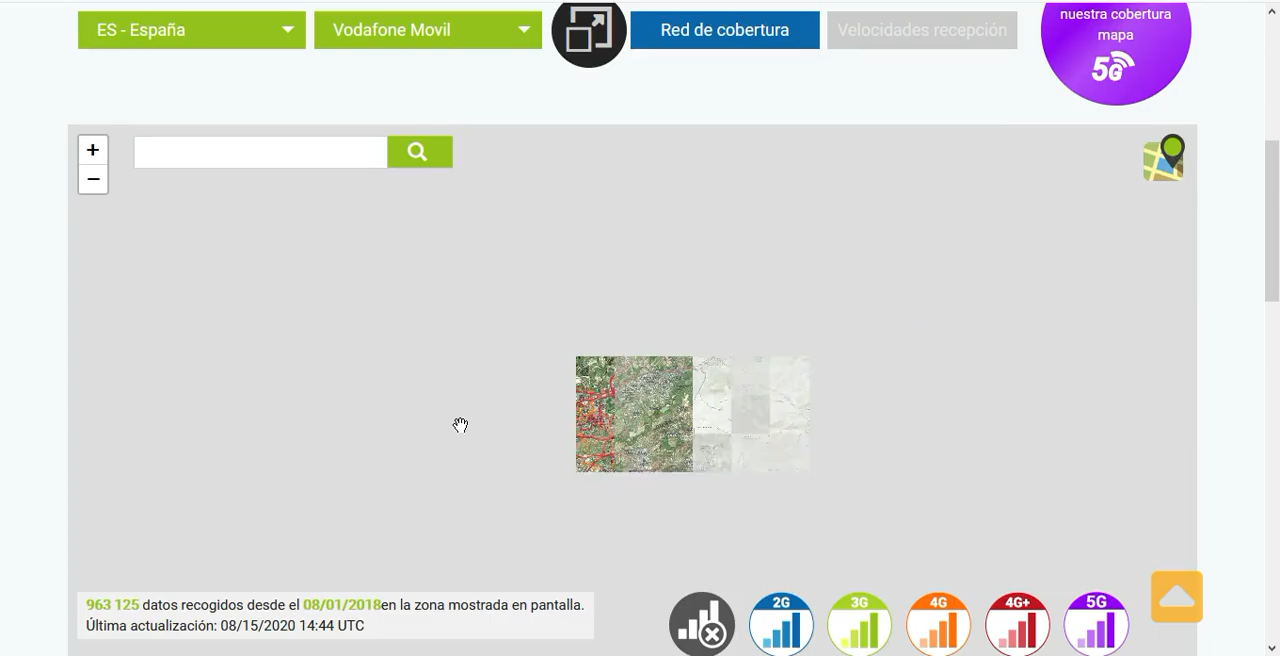 ES - España
Vodafone Movil
Red de cobertura
Velocidades recepción
nuestra cobertura
mapa
5G
+
−
963 125 datos recogidos desde el 08/01/2018en la zona mostrada en pantalla.
Última actualización: 08/15/2020 14:44 UTC
2G
3G
4G
4G+
5G